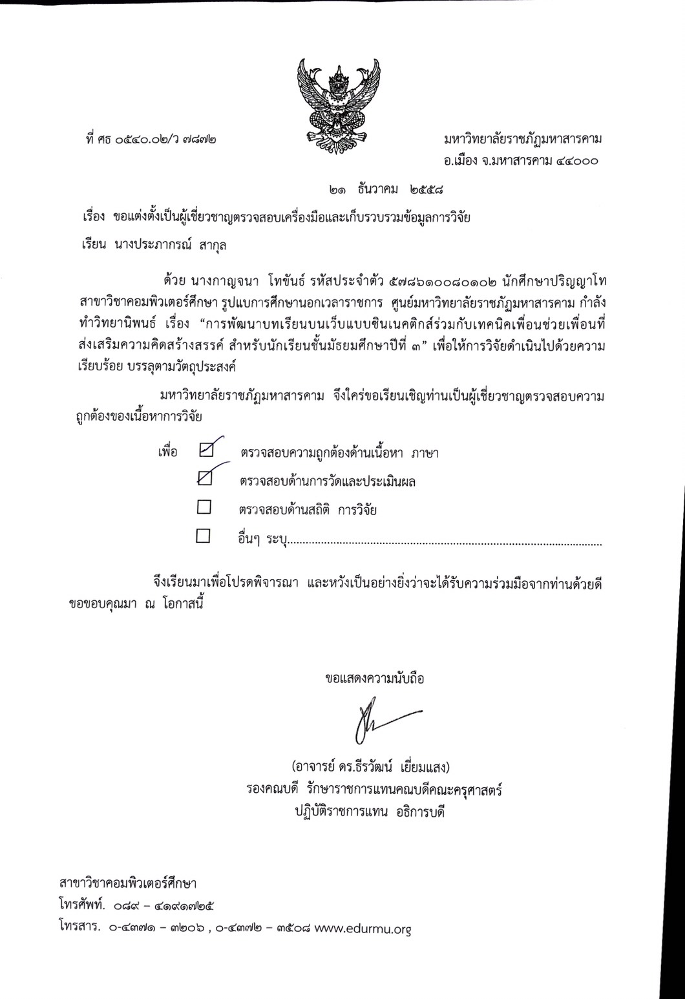 ที่ ศธ ๐๕๔๐.๐๒/ว ๗๘๗๒
มหาวิทยาลัยราชภัฏมหาสารคาม
อ.เมือง จ.มหาสารคาม ๔๔๐๐๐
๒๑ ธันวาคม ๒๕๕๘
เรื่อง ขอแต่งตั้งเป็นผู้เชี่ยวชาญตรวจสอบเครื่องมือและเก็บรวบรวมข้อมูลการวิจัย
เรียน นางประภากรณ์ สากุล
ด้วย นางกาญจนา โทขันธ์ รหัสประจำตัว ๕๗๘๖๑๐๐๘๐๑๐๒ นักศึกษาปริญญาโท
สาขาวิชาคอมพิวเตอร์ศึกษา รูปแบบการศึกษานอกเวลาราชการ ศูนย์มหาวิทยาลัยราชภัฏมหาสารคาม กำลัง
ทำวิทยานิพนธ์ เรื่อง “การพัฒนาบทเรียนบนเว็บแบบซินเนคติกส์ร่วมกับเทคนิคเพื่อนช่วยเพื่อนที่
ส่งเสริมความคิดสร้างสรรค์ สำหรับนักเรียนชั้นมัธยมศึกษาปีที่ ๓” เพื่อให้การวิจัยดำเนินไปด้วยความ
เรียบร้อย บรรลุตามวัตถุประสงค์
มหาวิทยาลัยราชภัฏมหาสารคาม จึงใคร่ขอเรียนเชิญท่านเป็นผู้เชี่ยวชาญตรวจสอบความ
ถูกต้องของเนื้อหาการวิจัย
เพื่อ ตรวจสอบความถูกต้องด้านเนื้อหา ภาษา
ตรวจสอบด้านการวัดและประเมินผล
ตรวจสอบด้านสถิติ การวิจัย
อื่นๆ ระบุ........................................................................................................
จึงเรียนมาเพื่อโปรดพิจารณา และหวังเป็นอย่างยิ่งว่าจะได้รับความร่วมมือจากท่านด้วยดี
ขอขอบคุณมา ณ โอกาสนี้
ขอแสดงความนับถือ
(อาจารย์ ดร.ธีรวัฒน์ เยี่ยมแสง)
รองคณบดี รักษาราชการแทนคณบดีคณะครุศาสตร์
ปฏิบัติราชการแทน อธิการบดี
สาขาวิชาคอมพิวเตอร์ศึกษา
โทรศัพท์. ๐๘๙ – ๔๑๙๑๗๒๕
โทรสาร. ๐-๔๓๗๑ – ๓๒๐๖ , ๐-๔๓๗๒ – ๓๕๐๘ www.edurmu.org